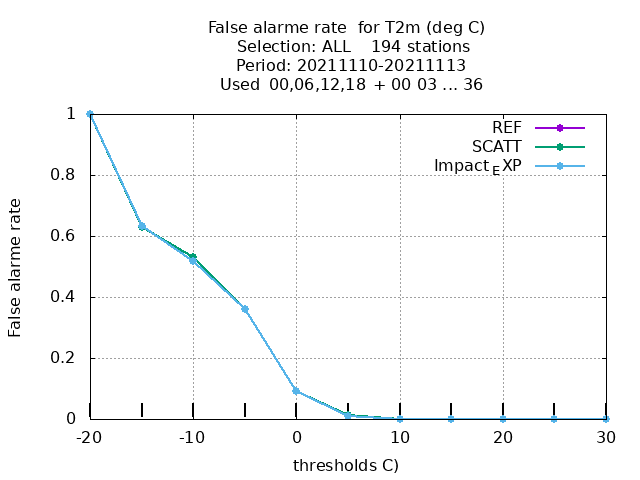 False alarme rate  for T2m (deg C)
Selection: ALL    194 stations
Period: 20211110-20211113
Used 00,06,12,18 + 00 03 ... 36
REF
SCATT
Impact_EXP
1
0.8
0.6
0.4
0.2
0
False alarme rate
-20 -10 0 10 20 30
thresholds C)